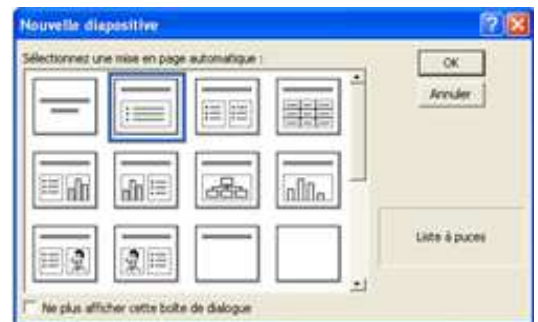 Nouvelle diapositive
Sélectionnez une mise en page automatique :
OK
Annuler
Liste à puces
Ne plus afficher cette boîte de dialogue